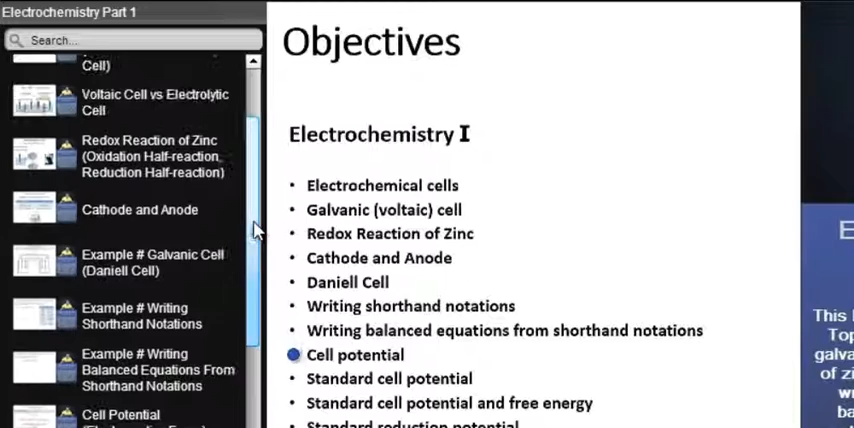 Electrochemistry Part 1
Search...
Cell)
Voltaic Cell vs Electrolytic
Cell
Redox Reaction of Zinc
(Oxidation Half-reaction
Reduction Half-reaction)
Cathode and Anode
Example # Galvanic Cell
(Daniell Cell)
Example # Writing
Shorthand Notations
Example # Writing
Balanced Equations From
Shorthand Notations
Cell Potential
Objectives
Electrochemistry I
• Electrochemical cells
• Galvanic (voltaic) cell
• Redox Reaction of Zinc
• Cathode and Anode
• Daniell Cell
• Writing shorthand notations
• Writing balanced equations from shorthand notations
Cell potential
• Standard cell potential
• Standard cell potential and free energy
Standard reduction potential
E
This
Top
galva
of zi
w
ba